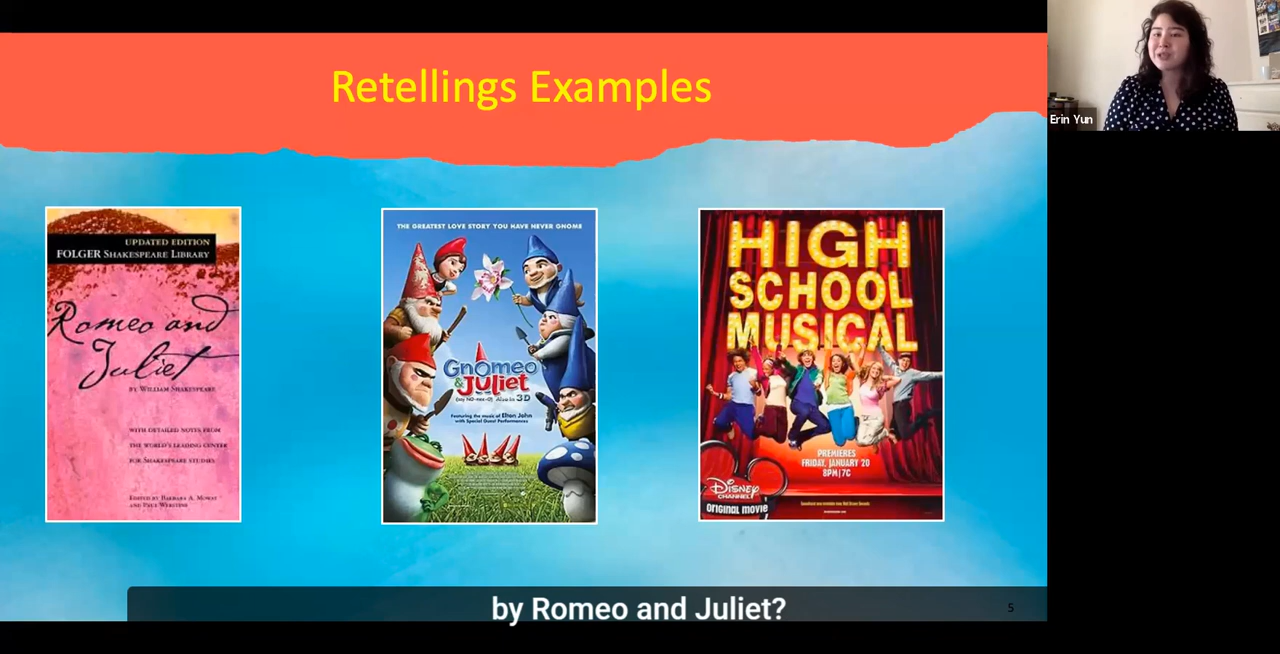 Retellings Examples
Erin Yun
UPDATED EDITION
FOLGER SHAKESPEARE LIBRARY
Romeo and
Juliet
BY WILLIAM SHAKESPEARE
WITH DETAILED NOTES FROM
THE WORLD'S LEADING CENTER
FOR SHAKESPEARE STUDIES
EDITED BY BARBARA A. MOWAT
AND PAUL WERSTINE
THE GREATEST LOVE STORY YOU HAVE NEVER GNOME
Gnomeo
& Juliet
(say NO-mee-O) Also in 3D
Featuring the music of Elton John
with Special Guest Performances
HIGH
SCHOOL
MUSICAL
PREMIERES
FRIDAY, JANUARY 20
8PM|7C
Disney
CHANNEL
ORIGINAL MOVIE
by Romeo and Juliet?
5